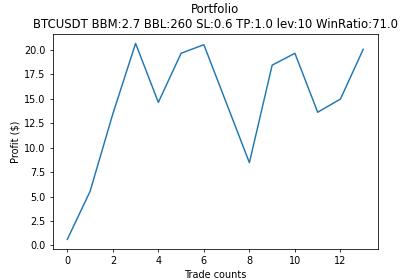 Portfolio
BTCUSDT BBM:2.7 BBL:260 SL:0.6 TP:1.0 lev:10 WinRatio:71.0
20.0
17.5
15.0
12.5
10.0
7.5
5.0
2.5
0.0
Profit ($)
0 2 4 6 8 10 12
Trade counts